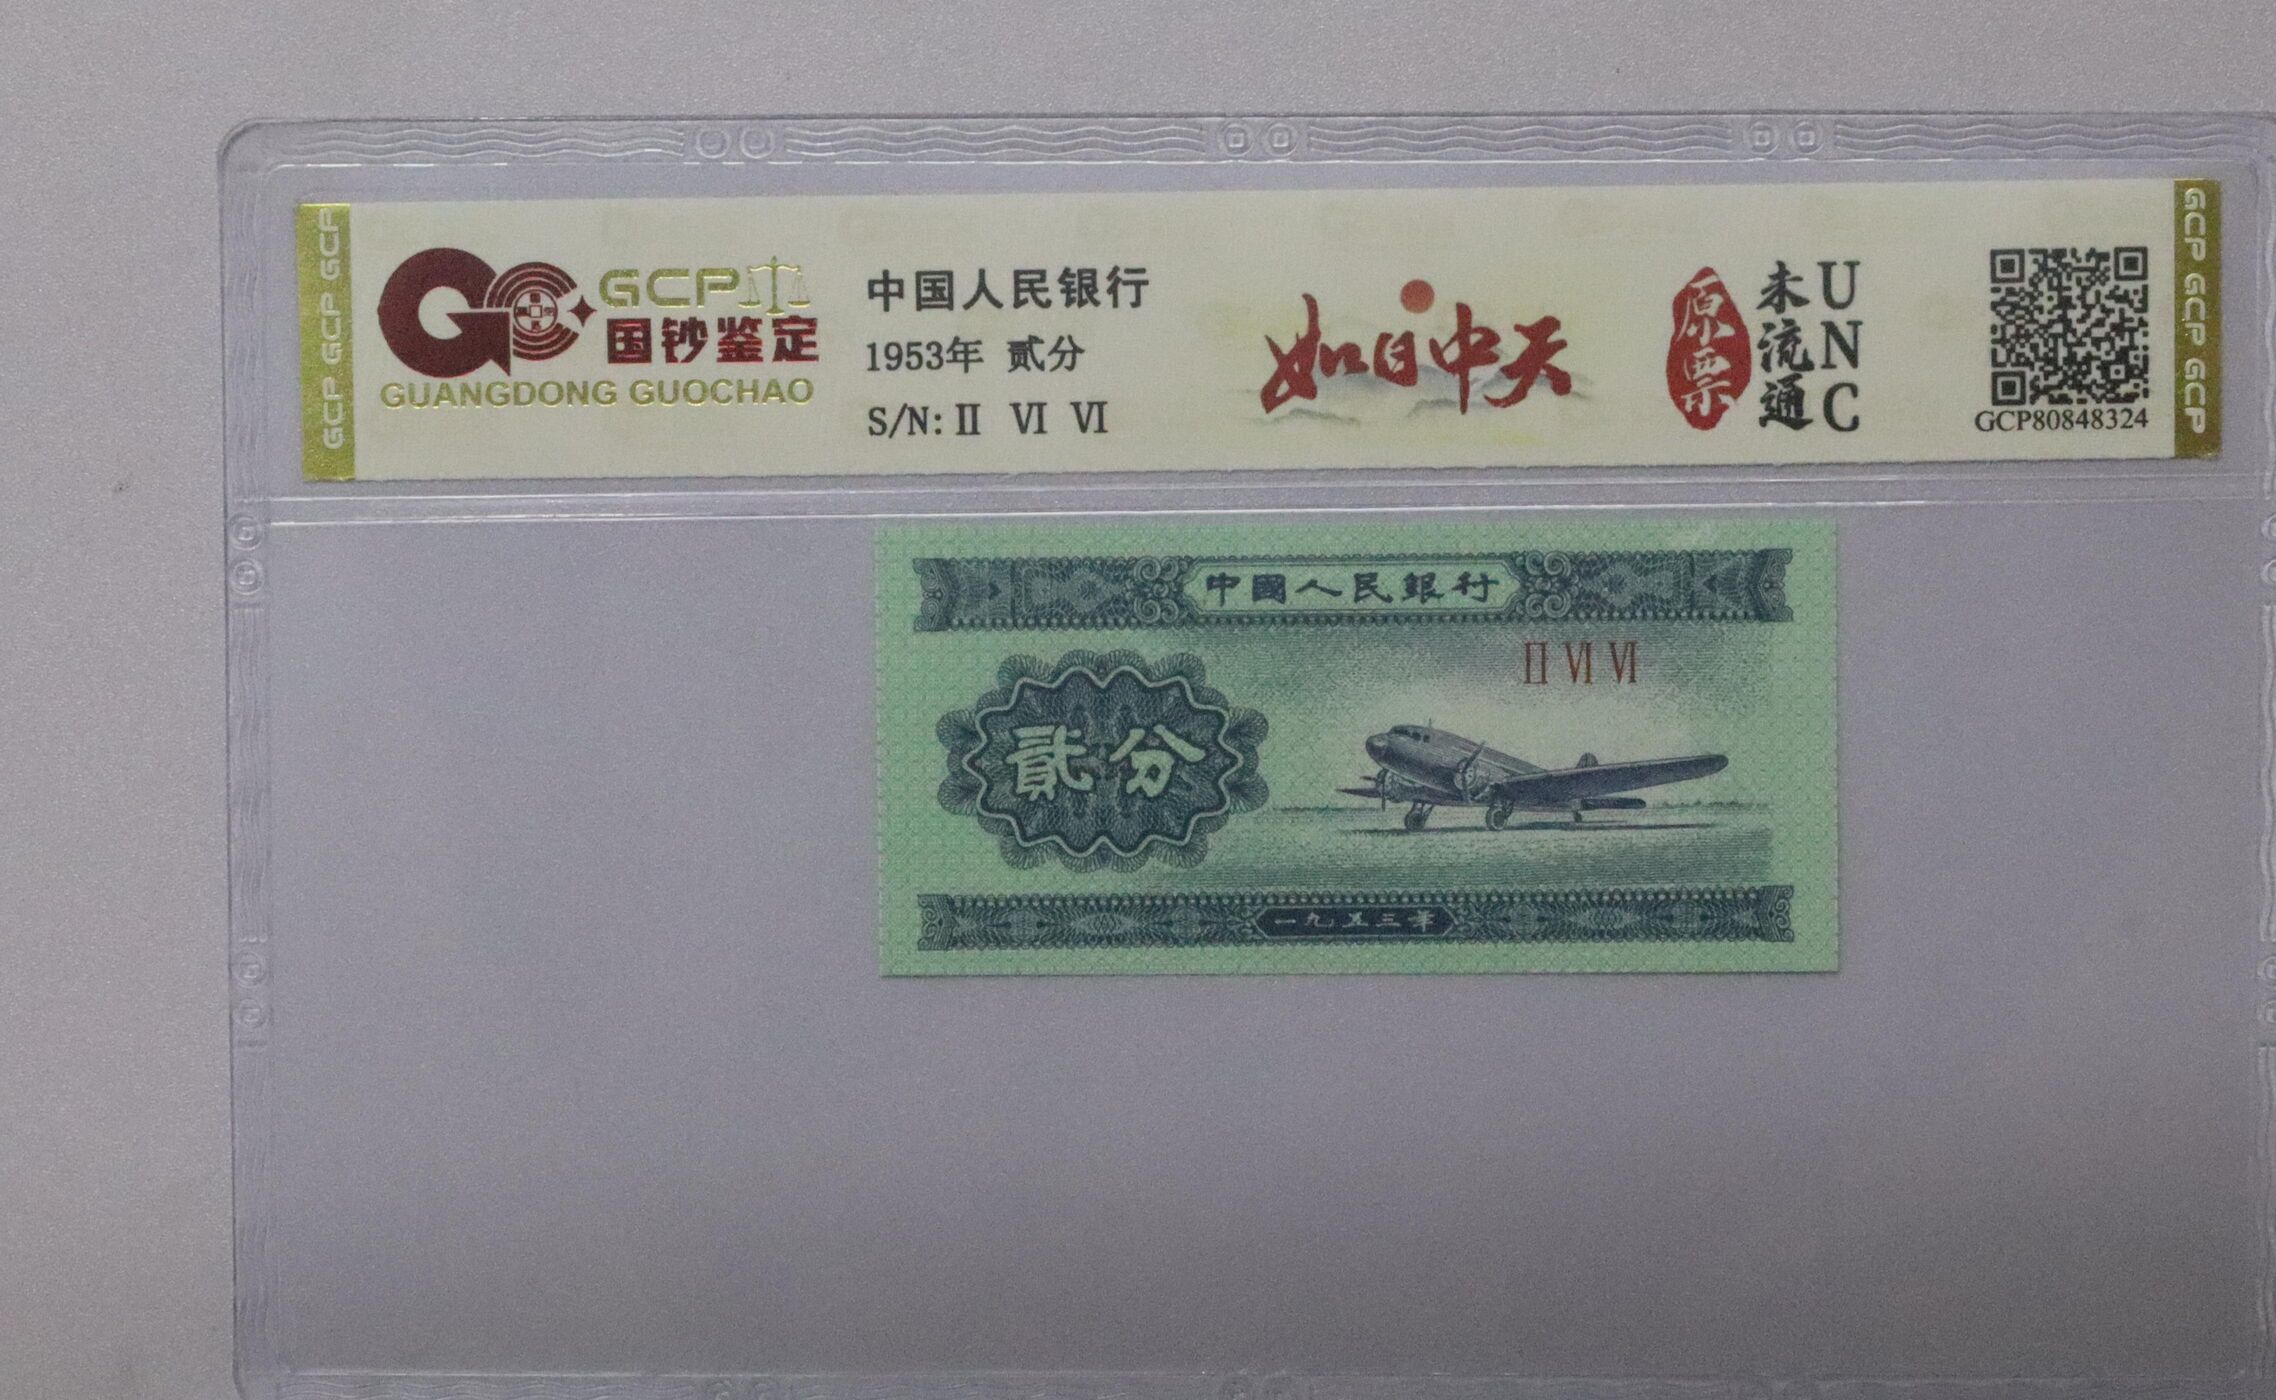 GCP GCP GCP
GCP
国钞鉴定
GUANGDONG GUOCHAO
中国人民银行
1953年 贰分
S/N: II VI VI
如日中天
原票
未流通
UNC
GCP80848324
GCP GCP GCP
中國人民銀行
II VI VI
貳分
一九五三年